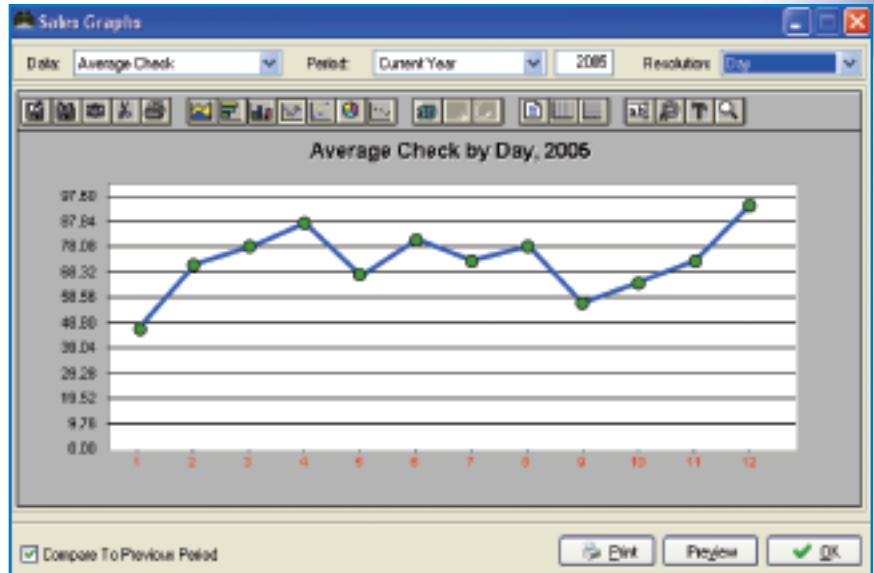 Sales Graphs
Data: Average Check Period: Current Year 2005 Resolution: Day
Average Check by Day, 2005
97.60
87.84
78.08
68.32
58.56
48.80
39.04
29.28
19.52
9.76
0.00
1 2 3 4 5 6 7 8 9 10 11 12
Compare To Previous Period Print Preview OK